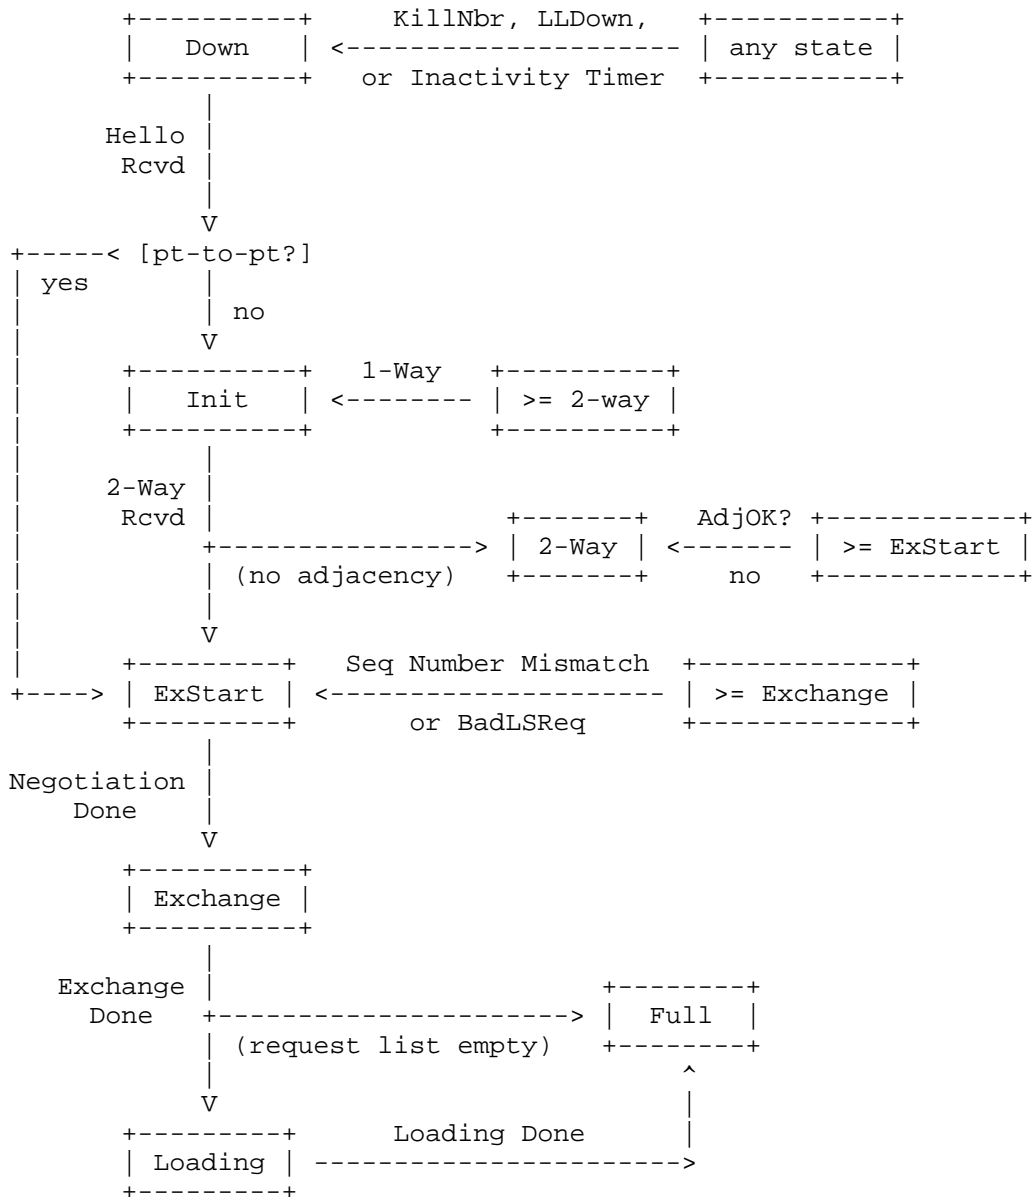 +----------+     KillNbr, LLDown,     +-----------+
|   Down   | <--------------------- | any state |
+----------+   or Inactivity Timer  +-----------+
|
Hello |
Rcvd |
|
V
+-----< [pt-to-pt?]
| yes       |
|           | no
|           V
|      +----------+   1-Way   +----------+
|      |   Init   | <-------- | >= 2-way |
|      +----------+           +----------+
|           |
|     2-Way |
|      Rcvd |                  +-------+   AdjOK? +------------+
|           +----------------> | 2-Way | <------- | >= ExStart |
|           | (no adjacency)   +-------+     no   +------------+
|           |
|           V
|      +---------+   Seq Number Mismatch  +-------------+
+----> | ExStart | <--------------------- | >= Exchange |
+---------+       or BadLSReq      +-------------+
|
Negotiation |
Done |
V
+----------+
| Exchange |
+----------+
|
Exchange |                        +--------+
Done +----------------------> |  Full  |
| (request list empty)   +--------+
|                             ^
V                             |
+---------+      Loading Done      |
| Loading | ----------------------->
+---------+